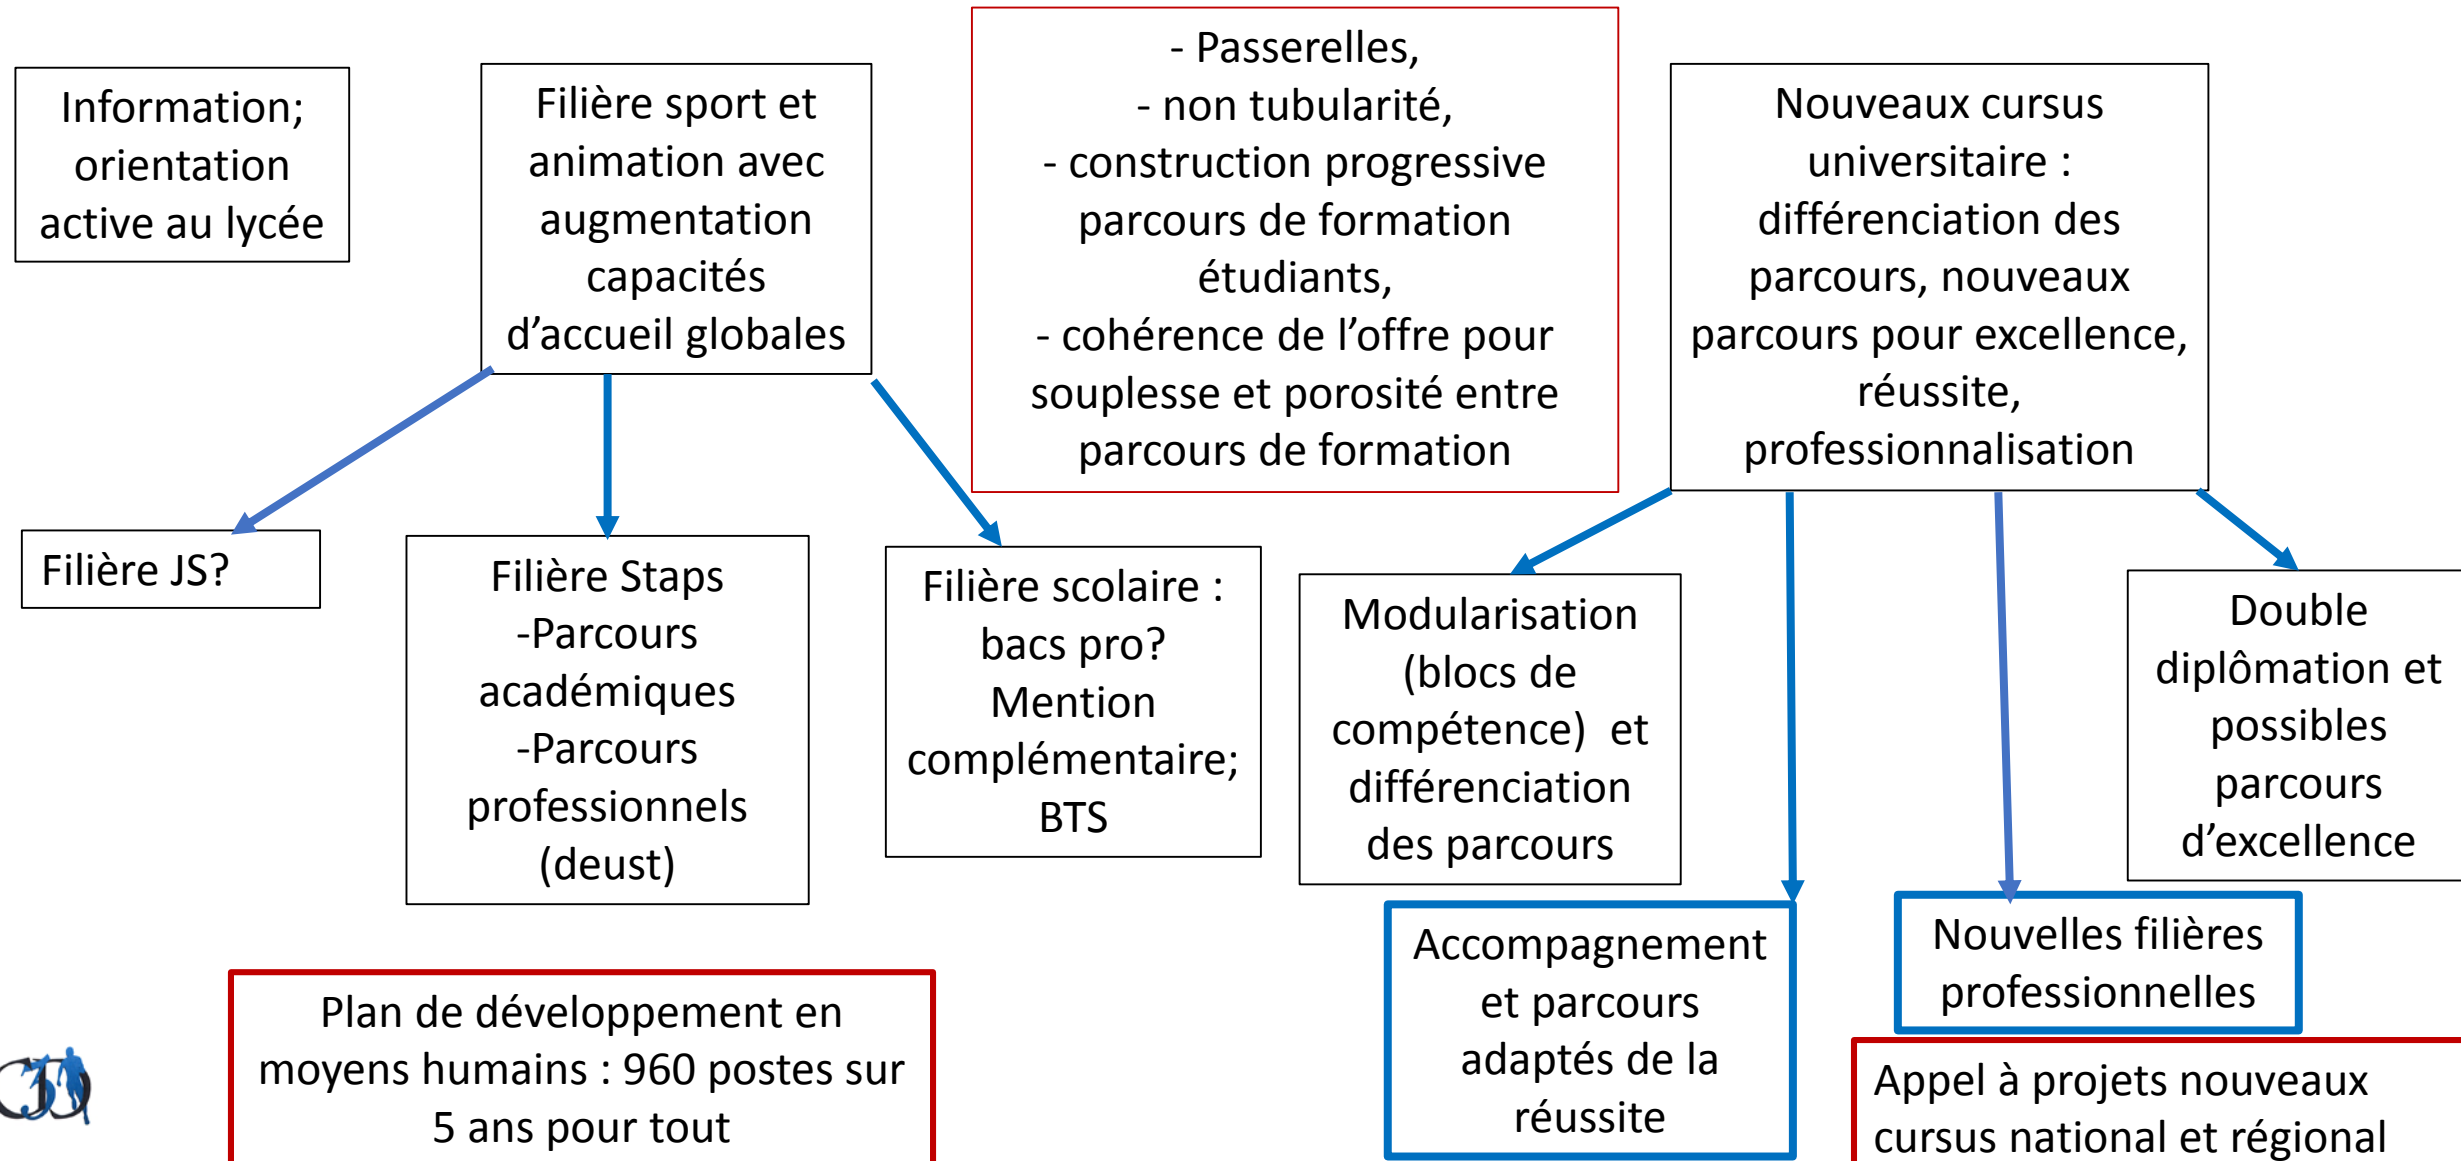 Information;
orientation
active au lycée
Filière sport et
animation avec
augmentation
capacités
d’accueil globales
- Passerelles,
- non tubularité,
- construction progressive
parcours de formation
étudiants,
- cohérence de l’offre pour
souplesse et porosité entre
parcours de formation
Nouveaux cursus
universitaire :
différenciation des
parcours, nouveaux
parcours pour excellence,
réussite,
professionnalisation
Filière JS?
Filière Staps
-Parcours
académiques
-Parcours
professionnels
(deust)
Filière scolaire :
bacs pro?
Mention
complémentaire;
BTS
Modularisation
(blocs de
compétence)  et
différenciation
des parcours
Double
diplômation et
possibles
parcours
d’excellence
Accompagnement
et parcours
adaptés de la
réussite
Nouvelles filières
professionnelles
Plan de développement en
moyens humains : 960 postes sur
5 ans pour tout
Appel à projets nouveaux
cursus national et régional